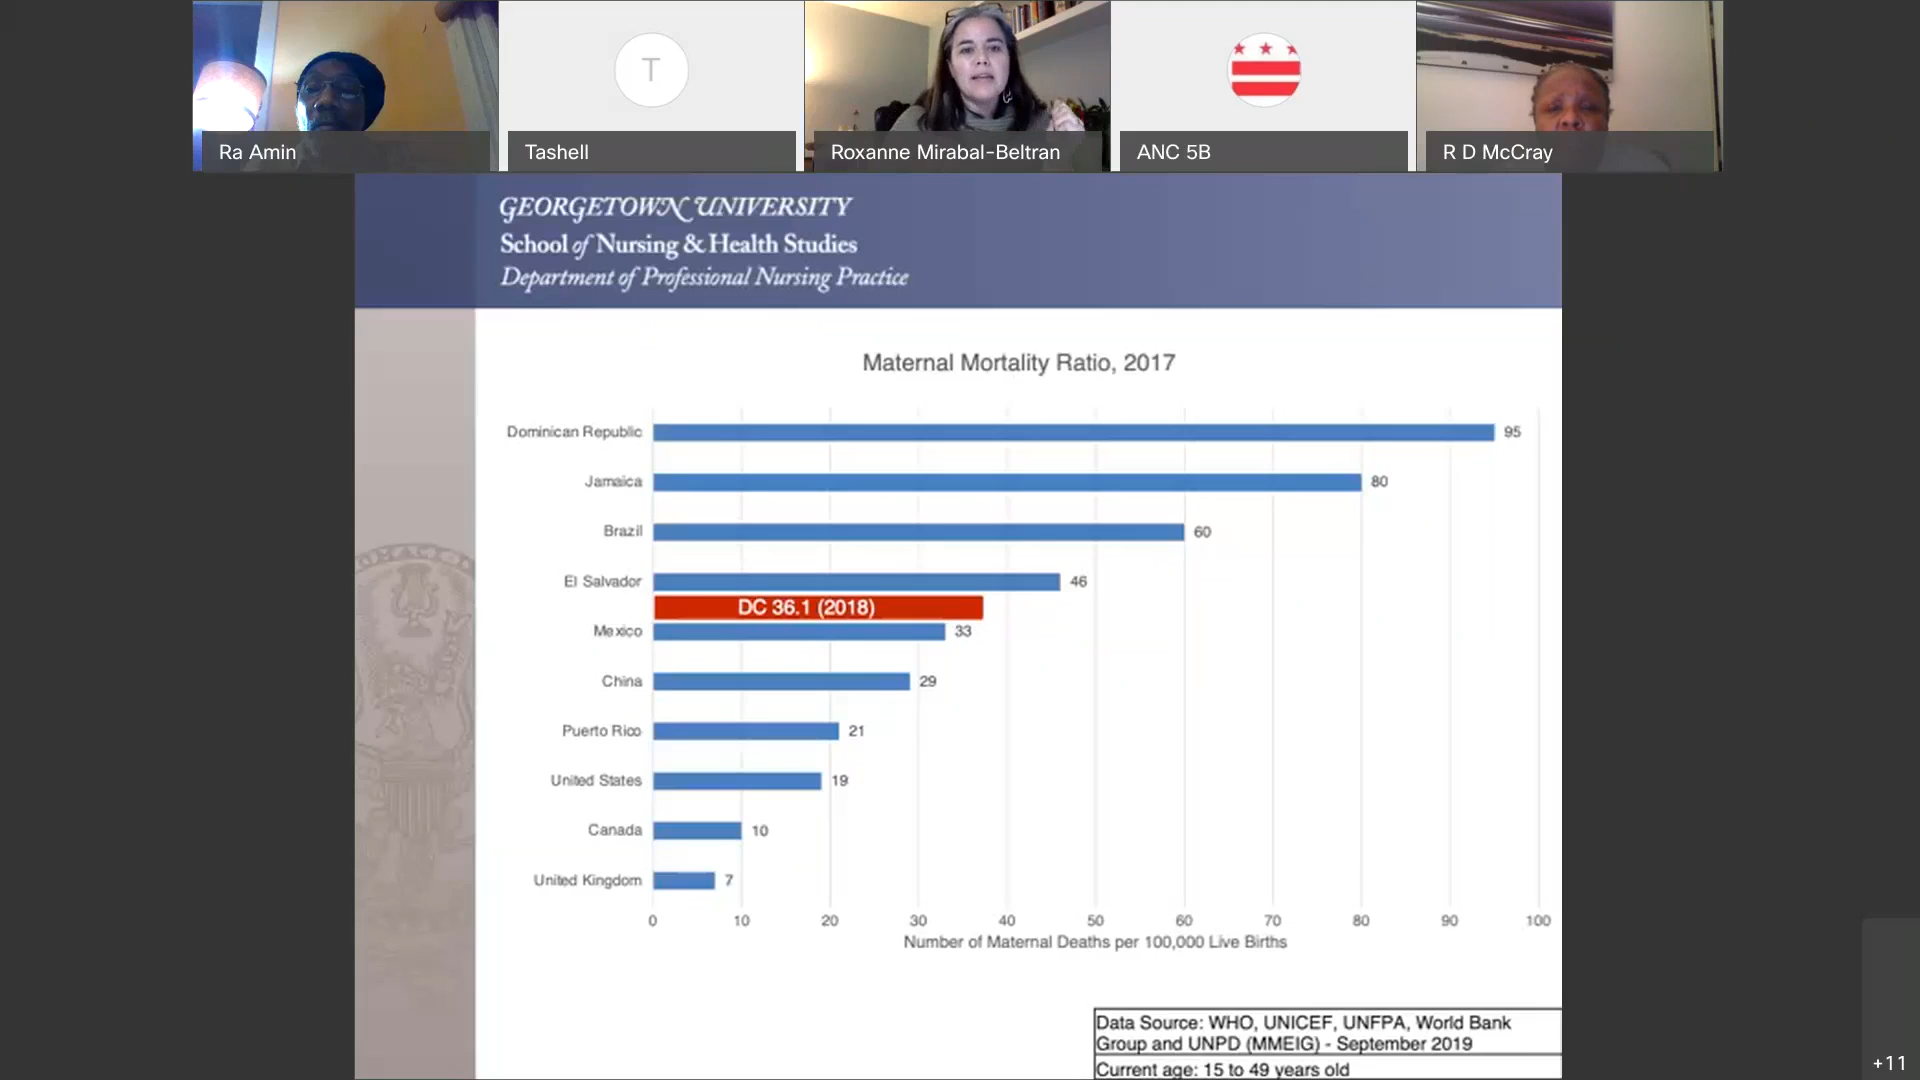 Ra Amin
T
Tashell
Roxanne Mirabal-Beltran
ANC 5B
R D McCray
GEORGETOWN UNIVERSITY
School of Nursing & Health Studies
Department of Professional Nursing Practice
Maternal Mortality Ratio, 2017
Dominican Republic 95
Jamaica 80
Brazil 60
El Salvador 46
DC 36.1 (2018)
Mexico 33
China 29
Puerto Rico 21
United States 19
Canada 10
United Kingdom 7
0 10 20 30 40 50 60 70 80 90 100
Number of Maternal Deaths per 100,000 Live Births
Data Source: WHO, UNICEF, UNFPA, World Bank
Group and UNPD (MMEIG) - September 2019
Current age: 15 to 49 years old
+11